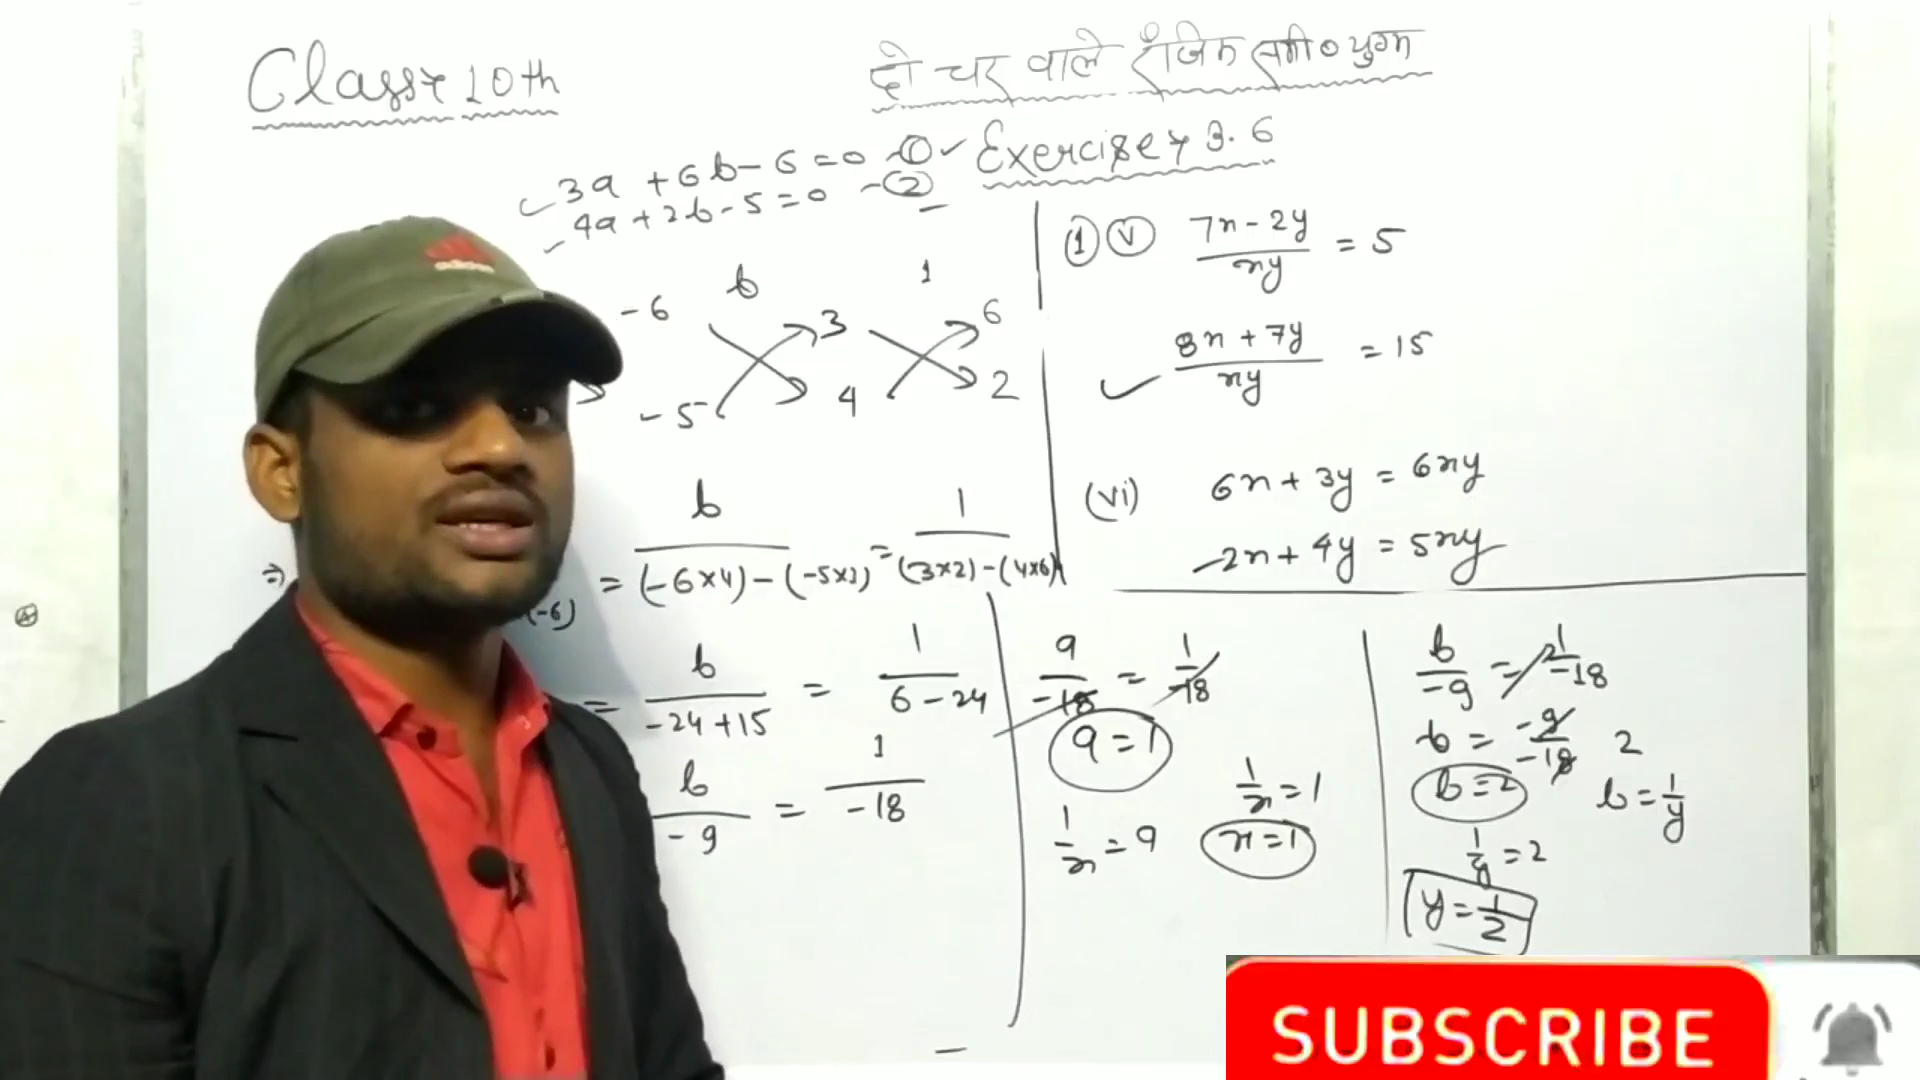 Class 10th
दो चर वाले रैखिक समी० युग्म
Exercise 3.6
3a + 6b - 6 = 0 -①
4a + 2b - 5 = 0 -②
b 1
-6 3 6
-5 4 2
b/((-6×4)-(-5×3)) = 1/((3×2)-(4×6))
(-6)
= b/(-24+15) = 1/(6-24)
b/-9 = 1/-18
① Ⓥ (7x-2y)/xy = 5
(8x+7y)/xy = 15
(vi) 6x + 3y = 6xy
2x + 4y = 5xy
a/-18 = 1/-18
a = 1
1/x = a
1/x = 1
x = 1
b/-9 = 1/-18
b = -9/-18 2
b = 2
b = 1/y
1/y = 2
y = 1/2
adidas
SUBSCRIBE